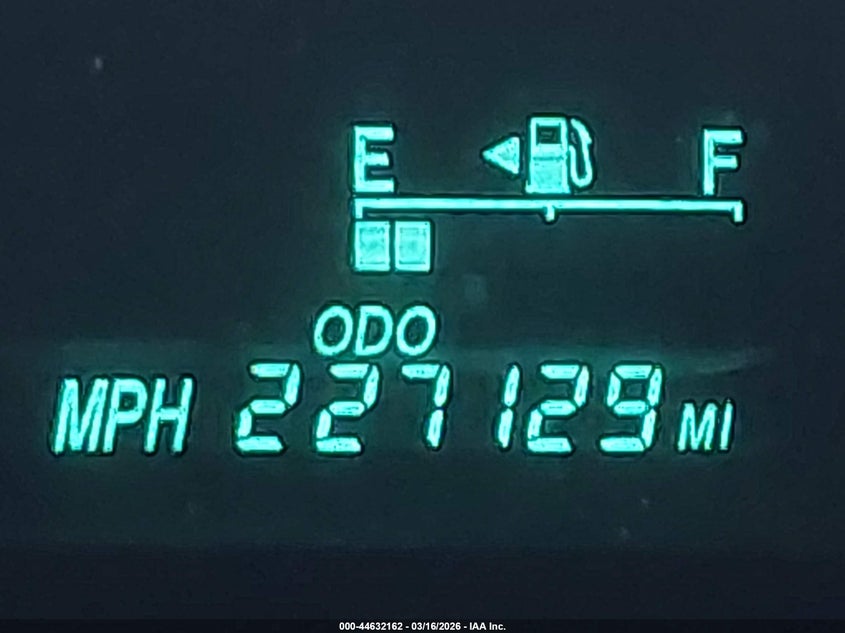 E F
ODO
MPH 227129 MI
000-44632162 - 03/16/2026 - IAA Inc.